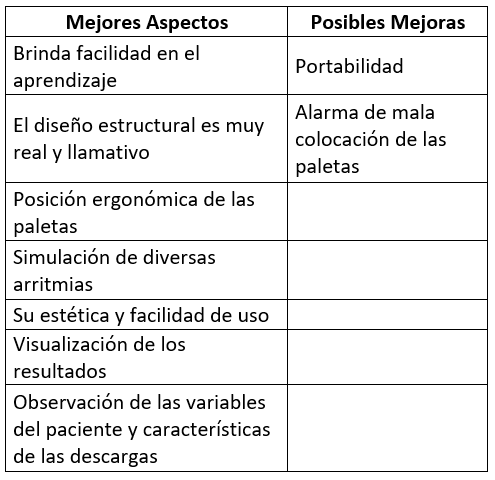 Mejores Aspectos
Posibles Mejoras
Brinda facilidad en el
aprendizaje
Portabilidad
El diseño estructural es muy
real y llamativo
Alarma de mala
colocación de las
paletas
Posición ergonómica de las
paletas
Simulación de diversas
arritmias
Su estética y facilidad de uso
Visualización de los
resultados
Observación de las variables
del paciente y características
de las descargas